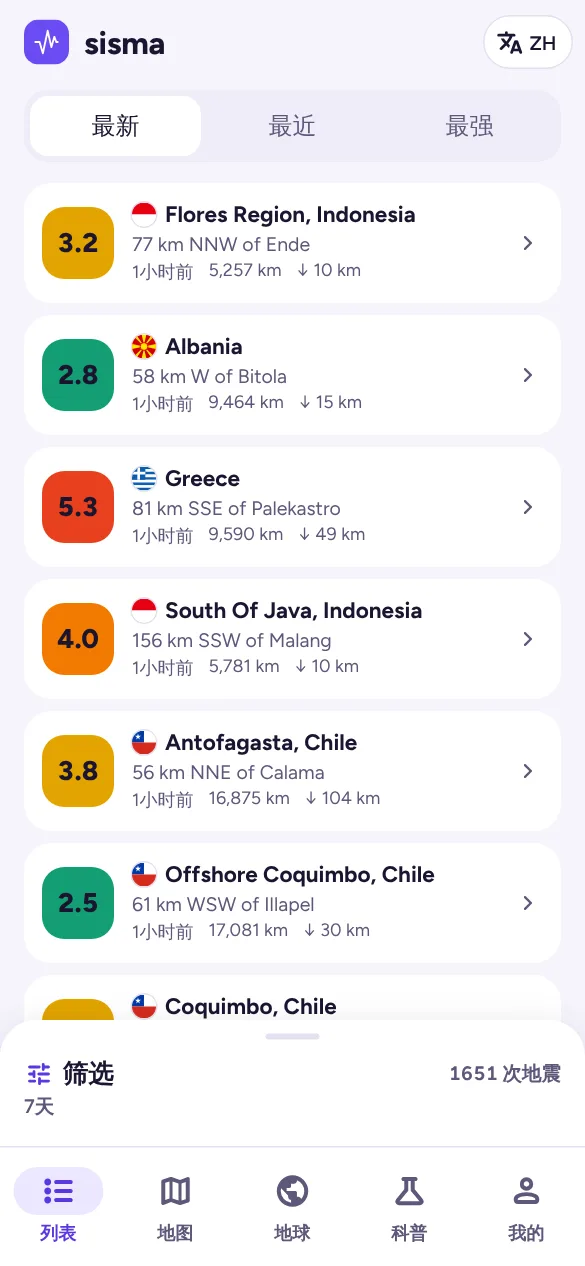 sisma
ZH
最新
最近
最强
Flores Region, Indonesia
3.2
77 km NNW of Ende
1小时前 5,257 km ↓ 10 km
Albania
2.8
58 km W of Bitola
1小时前 9,464 km ↓ 15 km
Greece
5.3
81 km SSE of Palekastro
1小时前 9,590 km ↓ 49 km
South Of Java, Indonesia
4.0
156 km SSW of Malang
1小时前 5,781 km ↓ 10 km
Antofagasta, Chile
3.8
56 km NNE of Calama
1小时前 16,875 km ↓ 104 km
Offshore Coquimbo, Chile
2.5
61 km WSW of Illapel
1小时前 17,081 km ↓ 30 km
Coquimbo, Chile
筛选
1651 次地震
7天
列表
地图
地球
科普
我的